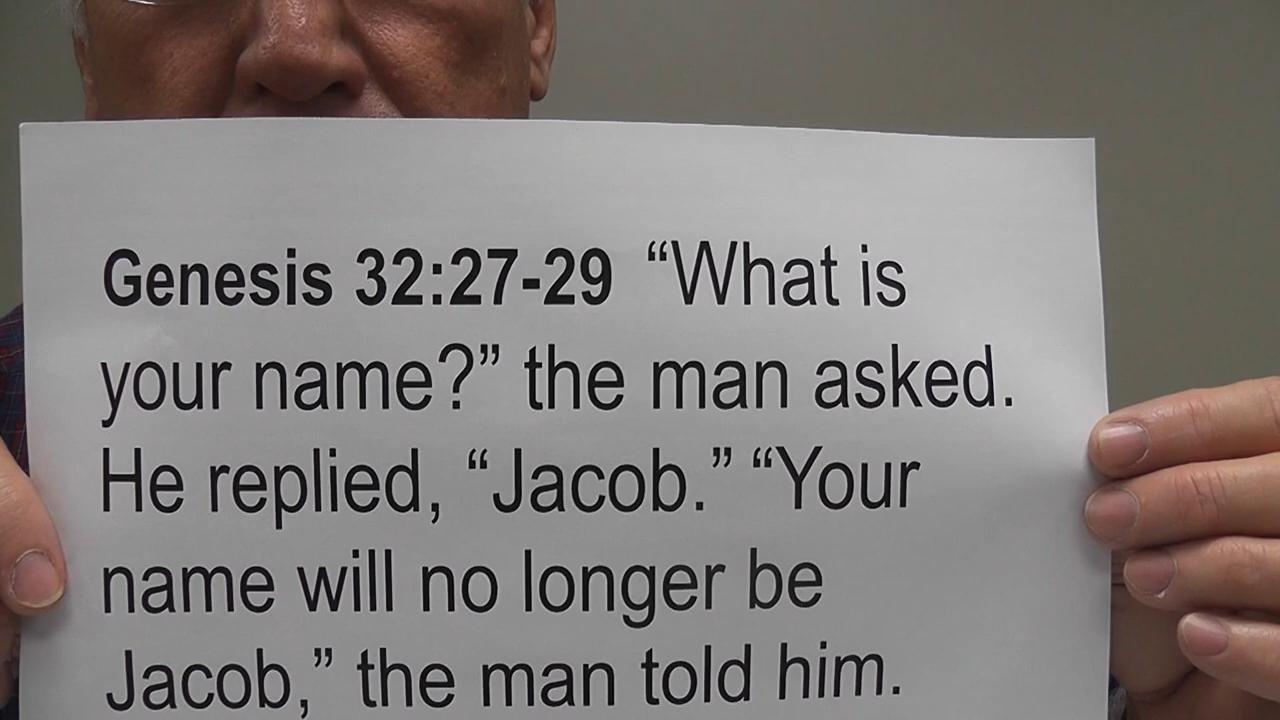 Genesis 32:27-29 “What is
your name?” the man asked.
He replied, “Jacob.” “Your
name will no longer be
Jacob,” the man told him.